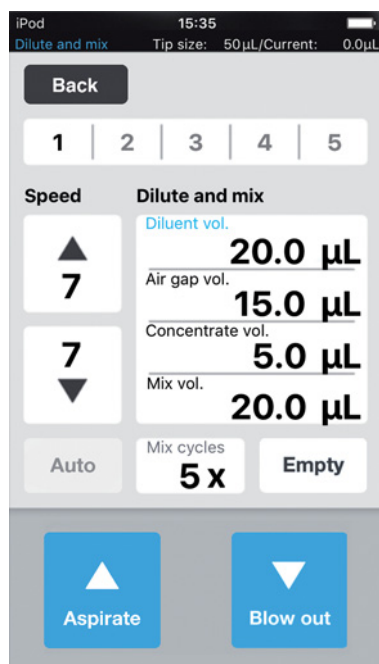 iPod 15:35
Dilute and mix Tip size: 50µL/Current: 0.0µL
Back
1 2 3 4 5
Speed Dilute and mix
Diluent vol.
20.0 µL
7
Air gap vol.
15.0 µL
Concentrate vol.
5.0 µL
7
Mix vol.
20.0 µL
Auto
Mix cycles
5 x
Empty
Aspirate Blow out